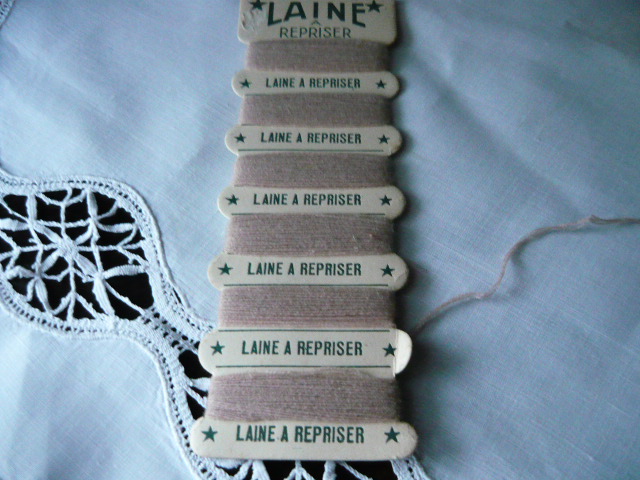 ★ LAINE ★
À
REPRISER
★ LAINE A REPRISER ★
★ LAINE A REPRISER ★
★ LAINE A REPRISER ★
★ LAINE A REPRISER ★
★ LAINE A REPRISER ★
★ LAINE A REPRISER ★